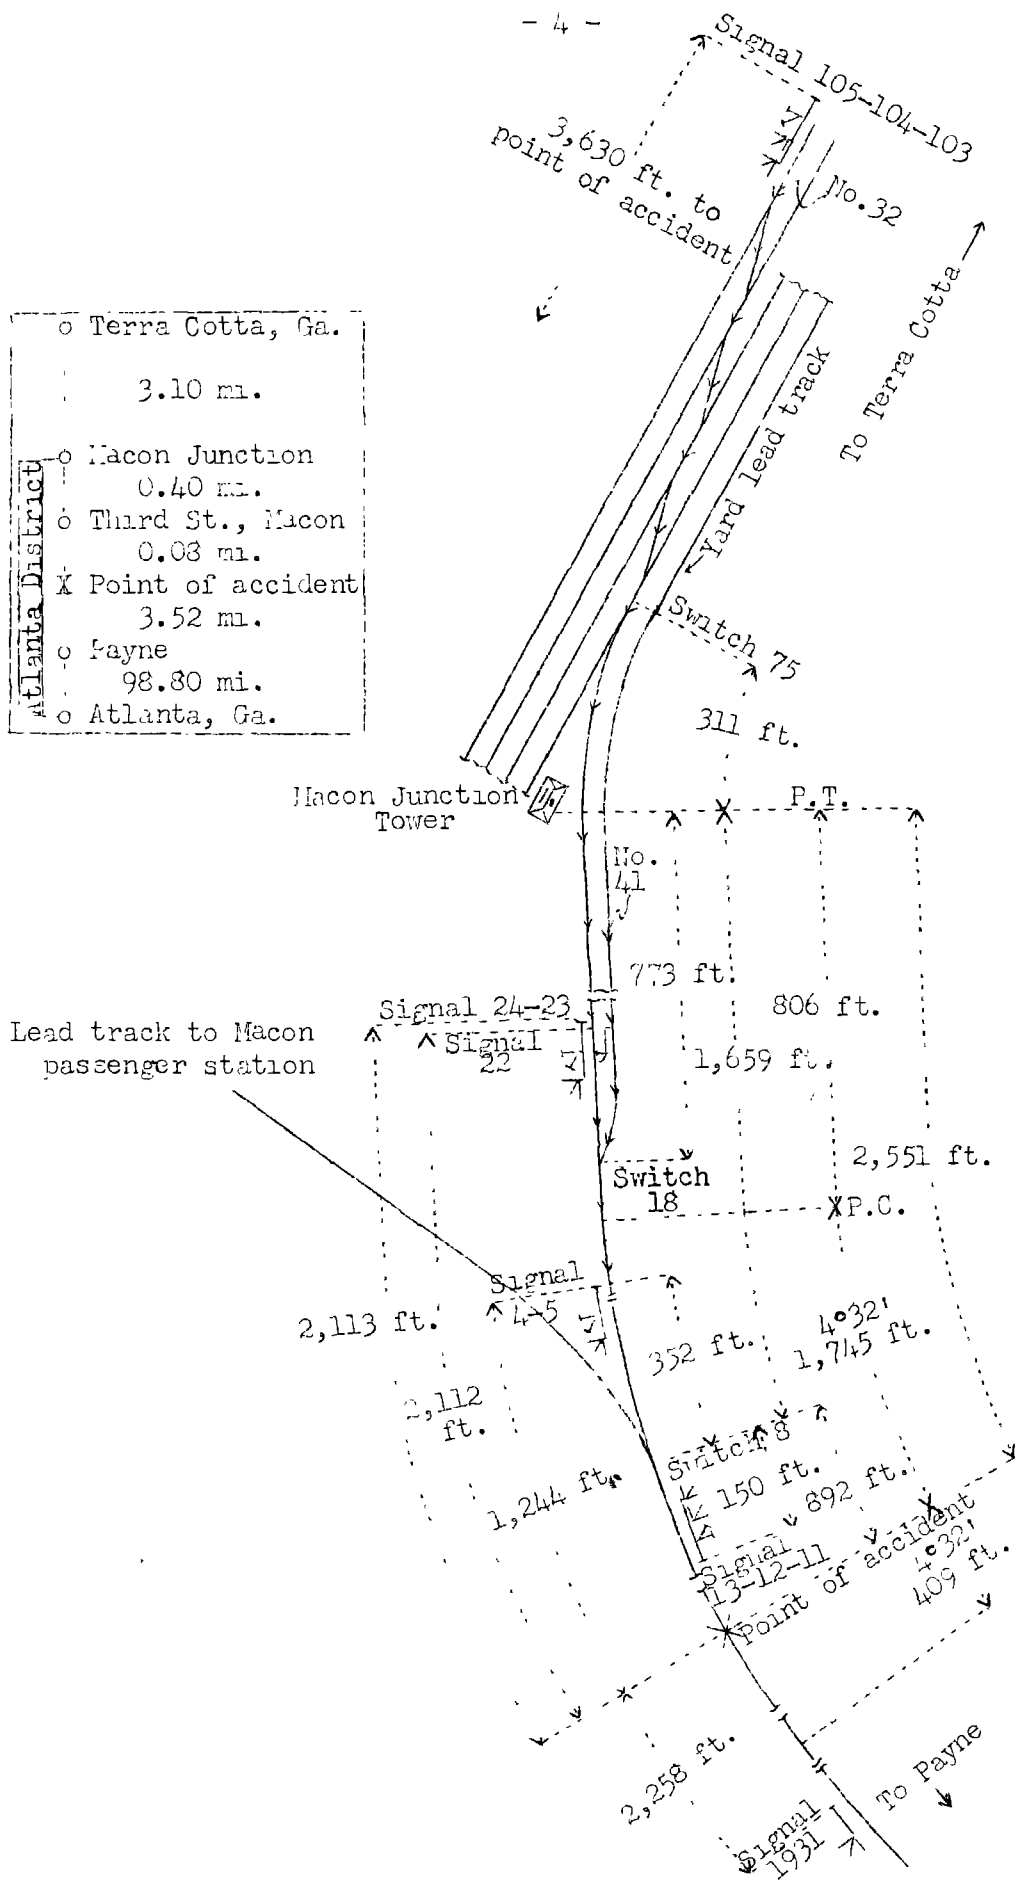 - 4 -
Signal 105-104-103
3,630 ft. to
point of accident
No.32
To Terra Cotta
Terra Cotta, Ga.
3.10 mi.
Macon Junction
0.40 mi.
Third St., Macon
0.08 mi.
X Point of accident
3.52 mi.
Payne
98.80 mi.
Atlanta, Ga.
Atlanta District
Yard lead track
Switch 75
311 ft.
Macon Junction
Tower
P.T.
No.
41
773 ft.
806 ft.
Signal 24-23
Signal
22
Lead track to Macon
passenger station
1,659 ft.
2,551 ft.
Switch
18
P.C.
Signal
4-5
2,113 ft.
352 ft.
4°32'
1,745 ft.
2,112
ft.
Switch 8
1,244 ft.
150 ft.
892 ft.
Signal
13-12-11
Point of accident
4°32'
409 ft.
2,258 ft.
To Payne
Signal
1931